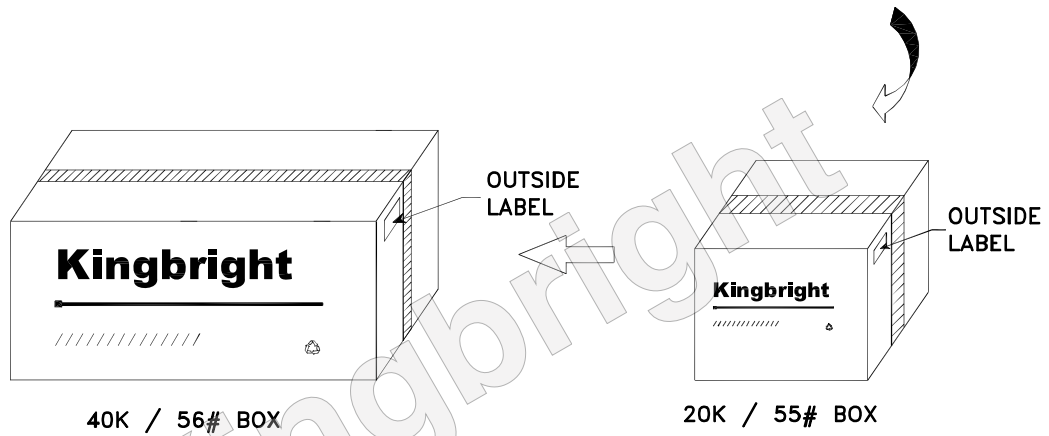 OUTSIDE
LABEL
Kingbright
40K / 56# BOX
OUTSIDE
LABEL
Kingbright
20K / 55# BOX
Kingbright